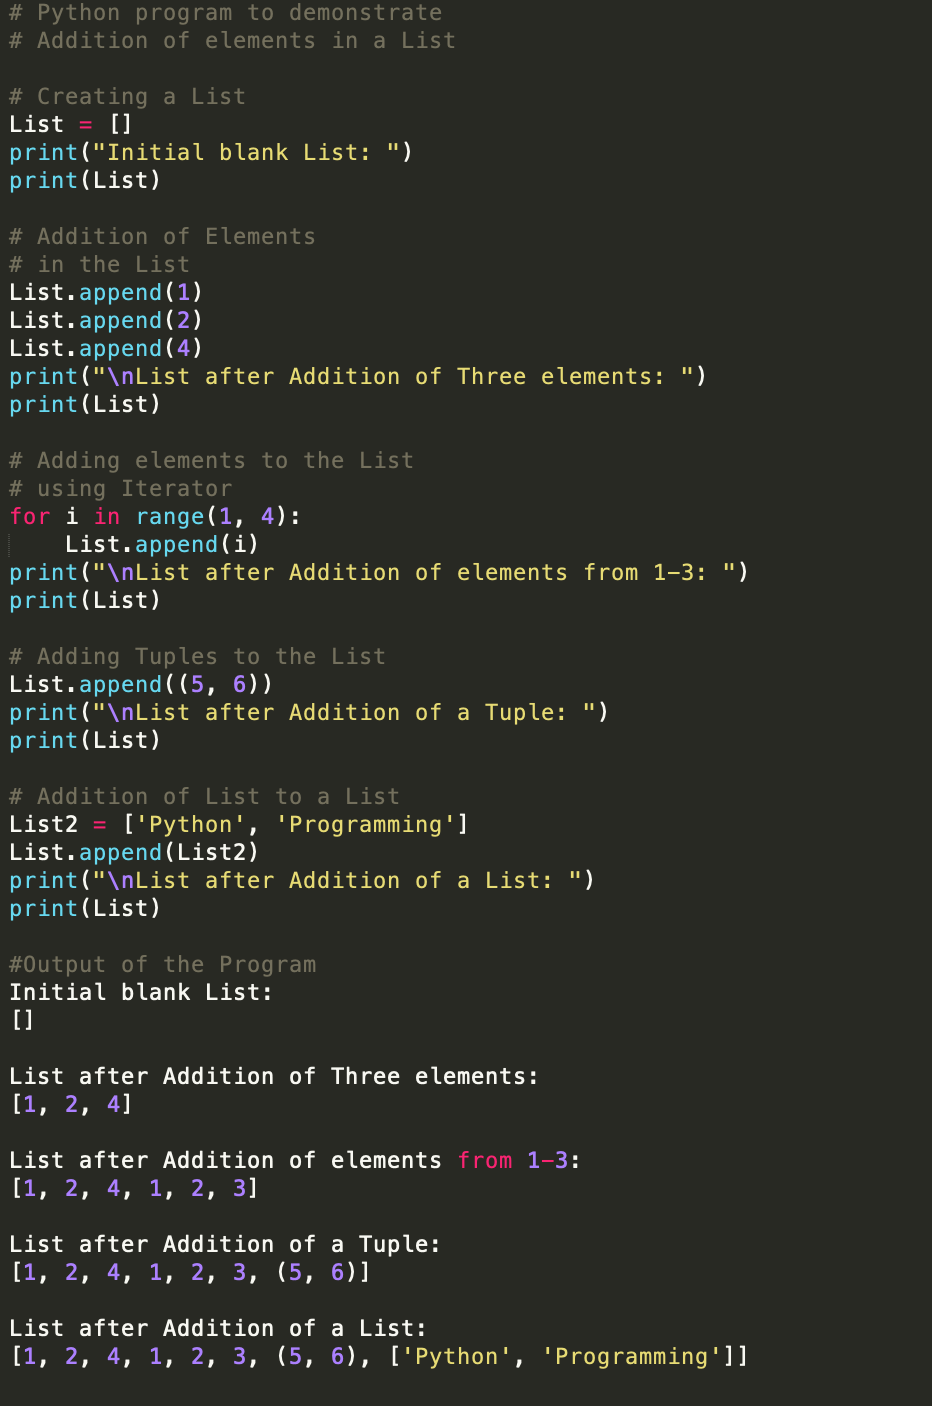 # Python program to demonstrate
# Addition of elements in a List

# Creating a List
List = []
print("Initial blank List: ")
print(List)

# Addition of Elements
# in the List
List.append(1)
List.append(2)
List.append(4)
print("\nList after Addition of Three elements: ")
print(List)

# Adding elements to the List
# using Iterator
for i in range(1, 4):
    List.append(i)
print("\nList after Addition of elements from 1-3: ")
print(List)

# Adding Tuples to the List
List.append((5, 6))
print("\nList after Addition of a Tuple: ")
print(List)

# Addition of List to a List
List2 = ['Python', 'Programming']
List.append(List2)
print("\nList after Addition of a List: ")
print(List)

#Output of the Program
Initial blank List:
[]

List after Addition of Three elements:
[1, 2, 4]

List after Addition of elements from 1-3:
[1, 2, 4, 1, 2, 3]

List after Addition of a Tuple:
[1, 2, 4, 1, 2, 3, (5, 6)]

List after Addition of a List:
[1, 2, 4, 1, 2, 3, (5, 6), ['Python', 'Programming']]